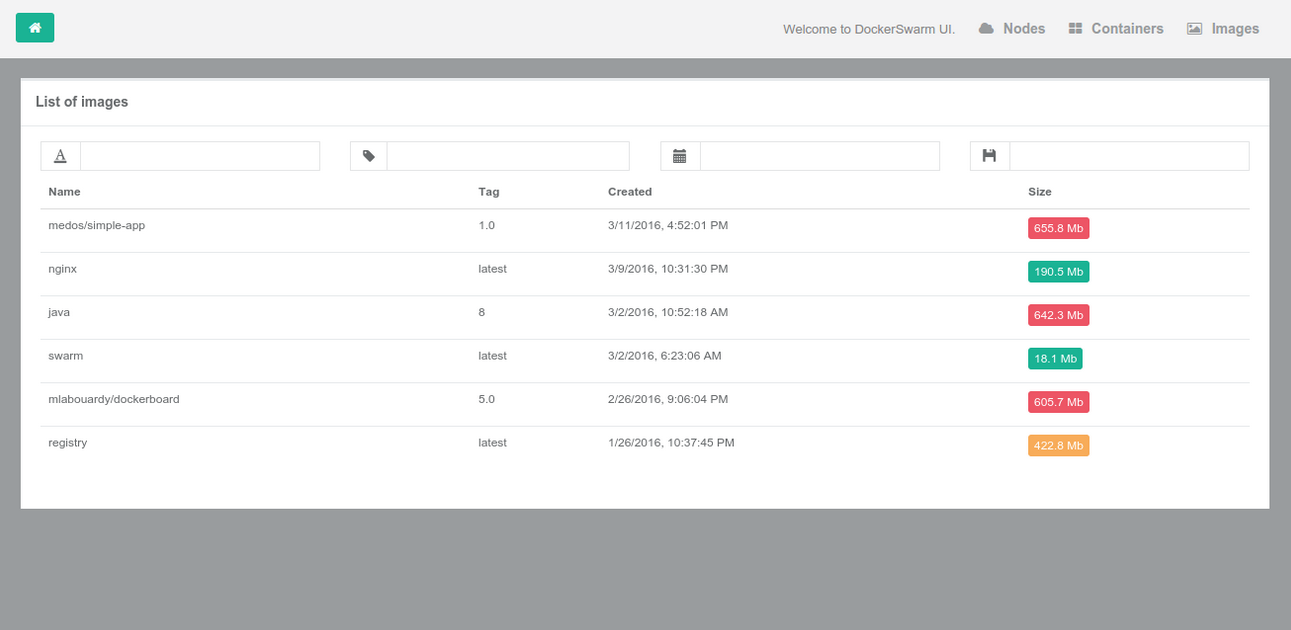 Welcome to DockerSwarm UI. Nodes Containers Images
List of images
Name Tag Created Size
medos/simple-app 1.0 3/11/2016, 4:52:01 PM 655.8 Mb
nginx latest 3/9/2016, 10:31:30 PM 190.5 Mb
java 8 3/2/2016, 10:52:18 AM 642.3 Mb
swarm latest 3/2/2016, 6:23:06 AM 18.1 Mb
mlabouardy/dockerboard 5.0 2/26/2016, 9:06:04 PM 605.7 Mb
registry latest 1/26/2016, 10:37:45 PM 422.8 Mb